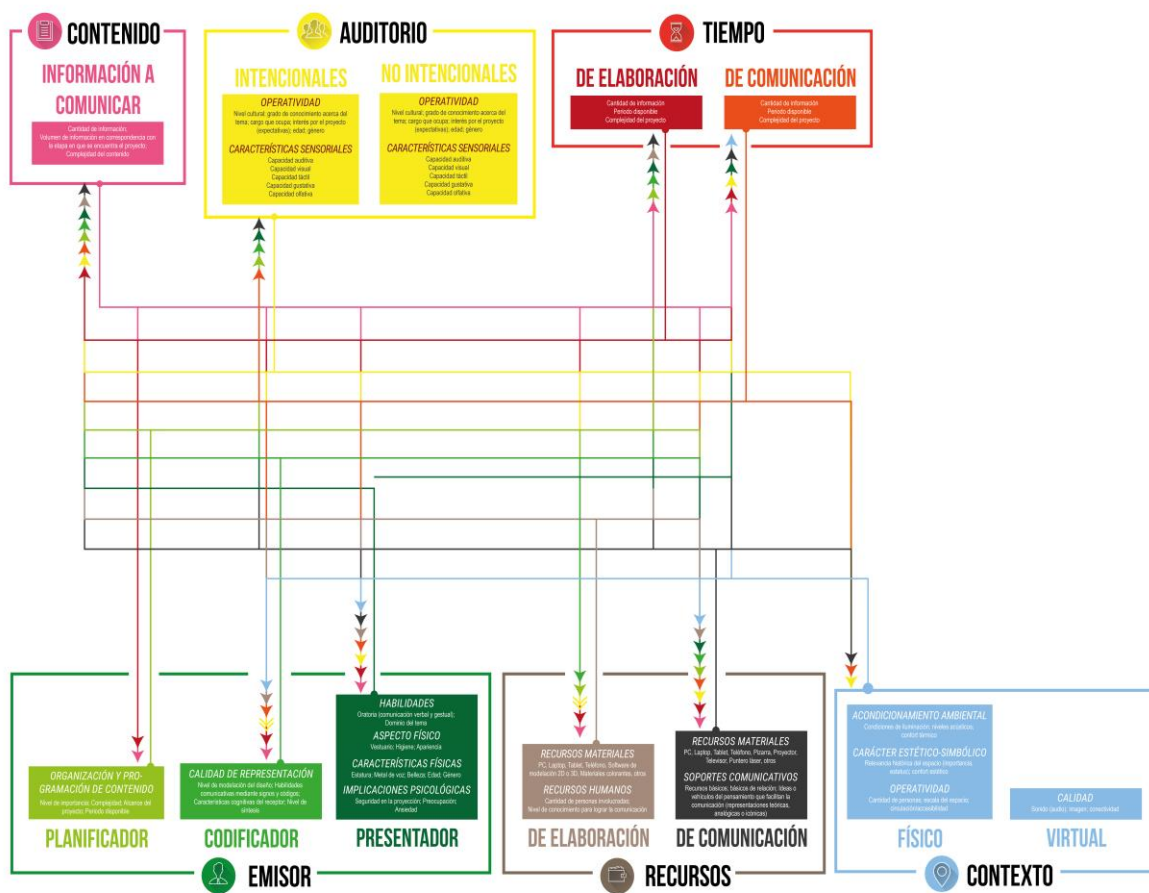 CONTENIDO
INFORMACIÓN A
COMUNICAR
Cantidad de información;
Volumen de información en correspondencia con
la etapa en que se encuentra el proyecto;
Complejidad del contenido
AUDITORIO
INTENCIONALES
OPERATIVIDAD
Nivel cultural; grado de conocimiento acerca del
tema; cargo que ocupa; interés por el proyecto
(expectativas); edad; género
CARACTERÍSTICAS SENSORIALES
Capacidad auditiva
Capacidad visual
Capacidad táctil
Capacidad gustativa
Capacidad olfativa
NO INTENCIONALES
OPERATIVIDAD
Nivel cultural; grado de conocimiento acerca del
tema; cargo que ocupa; interés por el proyecto
(expectativas); edad; género
CARACTERÍSTICAS SENSORIALES
Capacidad auditiva
Capacidad visual
Capacidad táctil
Capacidad gustativa
Capacidad olfativa
TIEMPO
DE ELABORACIÓN
Cantidad de información
Periodo disponible
Complejidad del proyecto
DE COMUNICACIÓN
Cantidad de información
Periodo disponible
Complejidad del proyecto
ORGANIZACIÓN Y PRO-
GRAMACIÓN DE CONTENIDO
Nivel de importancia; Complejidad; Alcance del
proyecto; Periodo disponible
PLANIFICADOR
CALIDAD DE REPRESENTACIÓN
Nivel de modelación del diseño; Habilidades
comunicativas mediante signos y códigos;
Características cognitivas del receptor; Nivel de
síntesis
CODIFICADOR
HABILIDADES
Oratoria (comunicación verbal y gestual);
Dominio del tema
ASPECTO FÍSICO
Vestuario; Higiene; Apariencia
CARACTERÍSTICAS FÍSICAS
Estatura; Metal de voz; Belleza; Edad; Género
IMPLICACIONES PSICOLÓGICAS
Seguridad en la proyección; Preocupación;
Ansiedad
PRESENTADOR
EMISOR
RECURSOS MATERIALES
PC, Laptop, Tablet, Teléfono, Software de
modelación 2D o 3D, Materiales colorantes, otros
RECURSOS HUMANOS
Cantidad de personas involucradas;
Nivel de conocimiento para lograr la comunicación
DE ELABORACIÓN
RECURSOS MATERIALES
PC, Laptop, Tablet, Teléfono, Pizarra, Proyector,
Televisor, Puntero láser, otros
SOPORTES COMUNICATIVOS
Recursos básicos; básicos de relación; Ideas o
vehículos del pensamiento que facilitan la
comunicación (representaciones teóricas,
analógicas o icónicas)
DE COMUNICACIÓN
RECURSOS
ACONDICIONAMIENTO AMBIENTAL
Condiciones de iluminación; niveles acústicos;
confort térmico
CARÁCTER ESTÉTICO-SIMBÓLICO
Relevancia histórica del espacio (importancia,
estatus); confort estético
OPERATIVIDAD
Cantidad de personas; escala del espacio;
FÍSICO
CALIDAD
Sonido (audio); imagen; conectividad
VIRTUAL
CONTEXTO